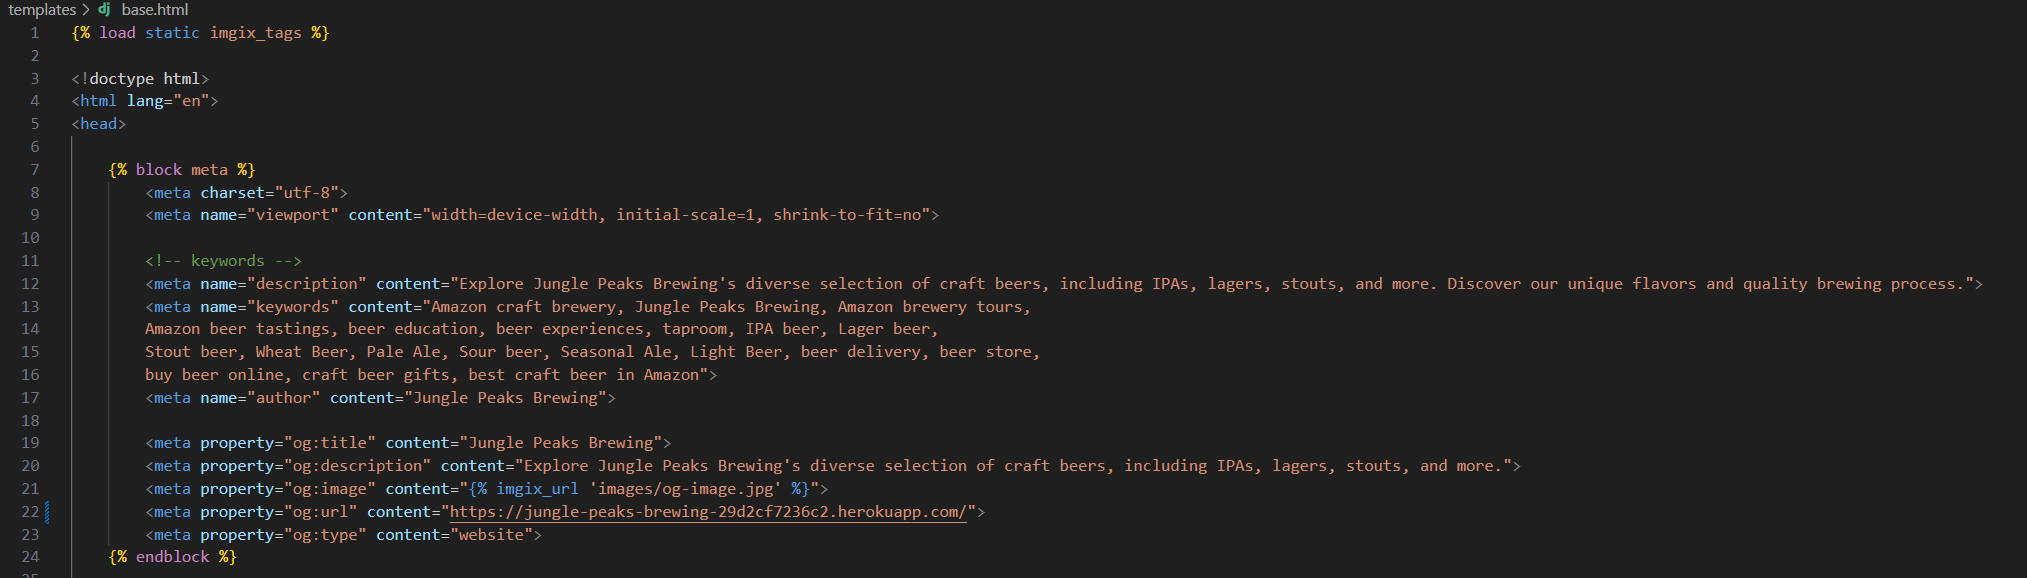 templates > dj base.html
1 {% load static imgix_tags %}
2
3 <!doctype html>
4 <html lang="en">
5 <head>
6
7 {% block meta %}
8 <meta charset="utf-8">
9 <meta name="viewport" content="width=device-width, initial-scale=1, shrink-to-fit=no">
10
11 <!-- keywords -->
12 <meta name="description" content="Explore Jungle Peaks Brewing's diverse selection of craft beers, including IPAs, lagers, stouts, and more. Discover our unique flavors and quality brewing process.">
13 <meta name="keywords" content="Amazon craft brewery, Jungle Peaks Brewing, Amazon brewery tours,
14 Amazon beer tastings, beer education, beer experiences, taproom, IPA beer, Lager beer,
15 Stout beer, Wheat Beer, Pale Ale, Sour beer, Seasonal Ale, Light Beer, beer delivery, beer store,
16 buy beer online, craft beer gifts, best craft beer in Amazon">
17 <meta name="author" content="Jungle Peaks Brewing">
18
19 <meta property="og:title" content="Jungle Peaks Brewing">
20 <meta property="og:description" content="Explore Jungle Peaks Brewing's diverse selection of craft beers, including IPAs, lagers, stouts, and more.">
21 <meta property="og:image" content="{% imgix_url 'images/og-image.jpg' %}">
22 <meta property="og:url" content="https://jungle-peaks-brewing-29d2cf7236c2.herokuapp.com/">
23 <meta property="og:type" content="website">
24 {% endblock %}
25